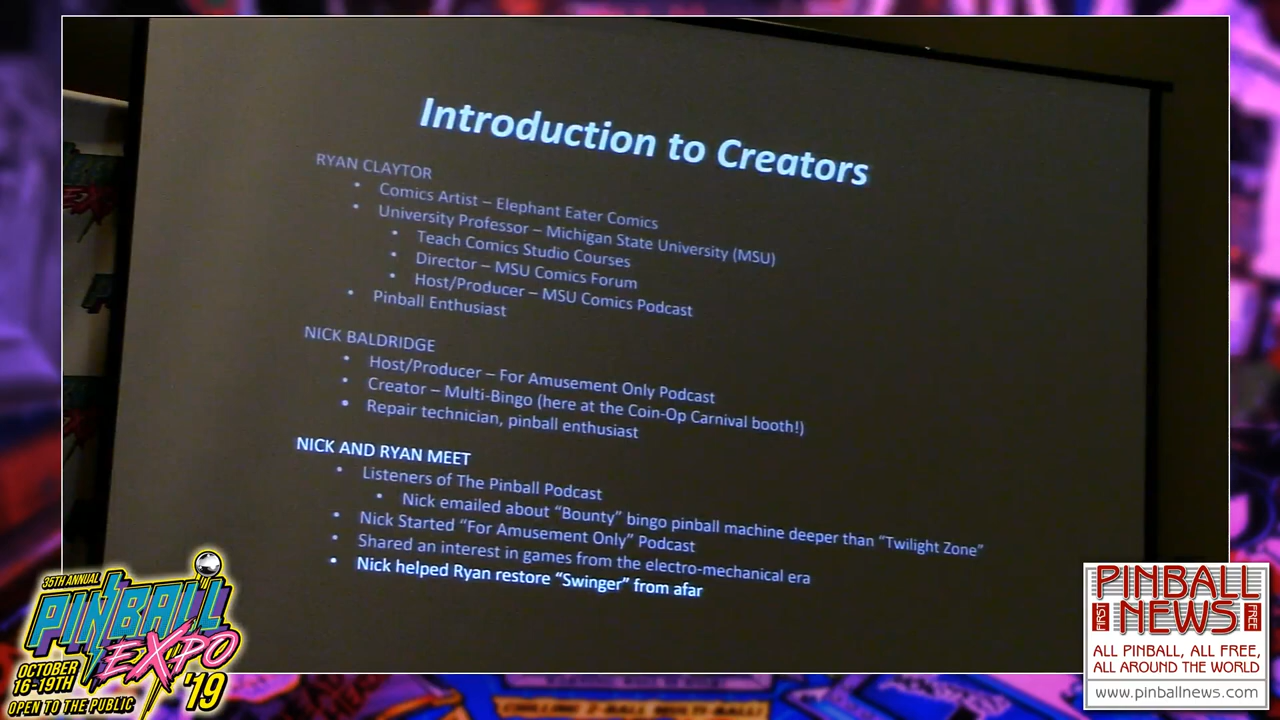 Introduction to Creators
RYAN CLAYTOR
• Comics Artist – Elephant Eater Comics
• University Professor – Michigan State University (MSU)
• Teach Comics Studio Courses
• Director – MSU Comics Forum
• Host/Producer – MSU Comics Podcast
• Pinball Enthusiast
NICK BALDRIDGE
• Host/Producer – For Amusement Only Podcast
• Creator – Multi-Bingo (here at the Coin-Op Carnival booth!)
• Repair technician, pinball enthusiast
NICK AND RYAN MEET
• Listeners of The Pinball Podcast
• Nick emailed about “Bounty” bingo pinball machine deeper than “Twilight Zone”
• Nick Started “For Amusement Only” Podcast
• Shared an interest in games from the electro-mechanical era
• Nick helped Ryan restore “Swinger” from afar
35TH ANNUAL
PINBALL
EXPO
OCTOBER
16-19TH
'19
OPEN TO THE PUBLIC
PINBALL
FIRST NEWS FREE
ALL PINBALL, ALL FREE,
ALL AROUND THE WORLD
www.pinballnews.com